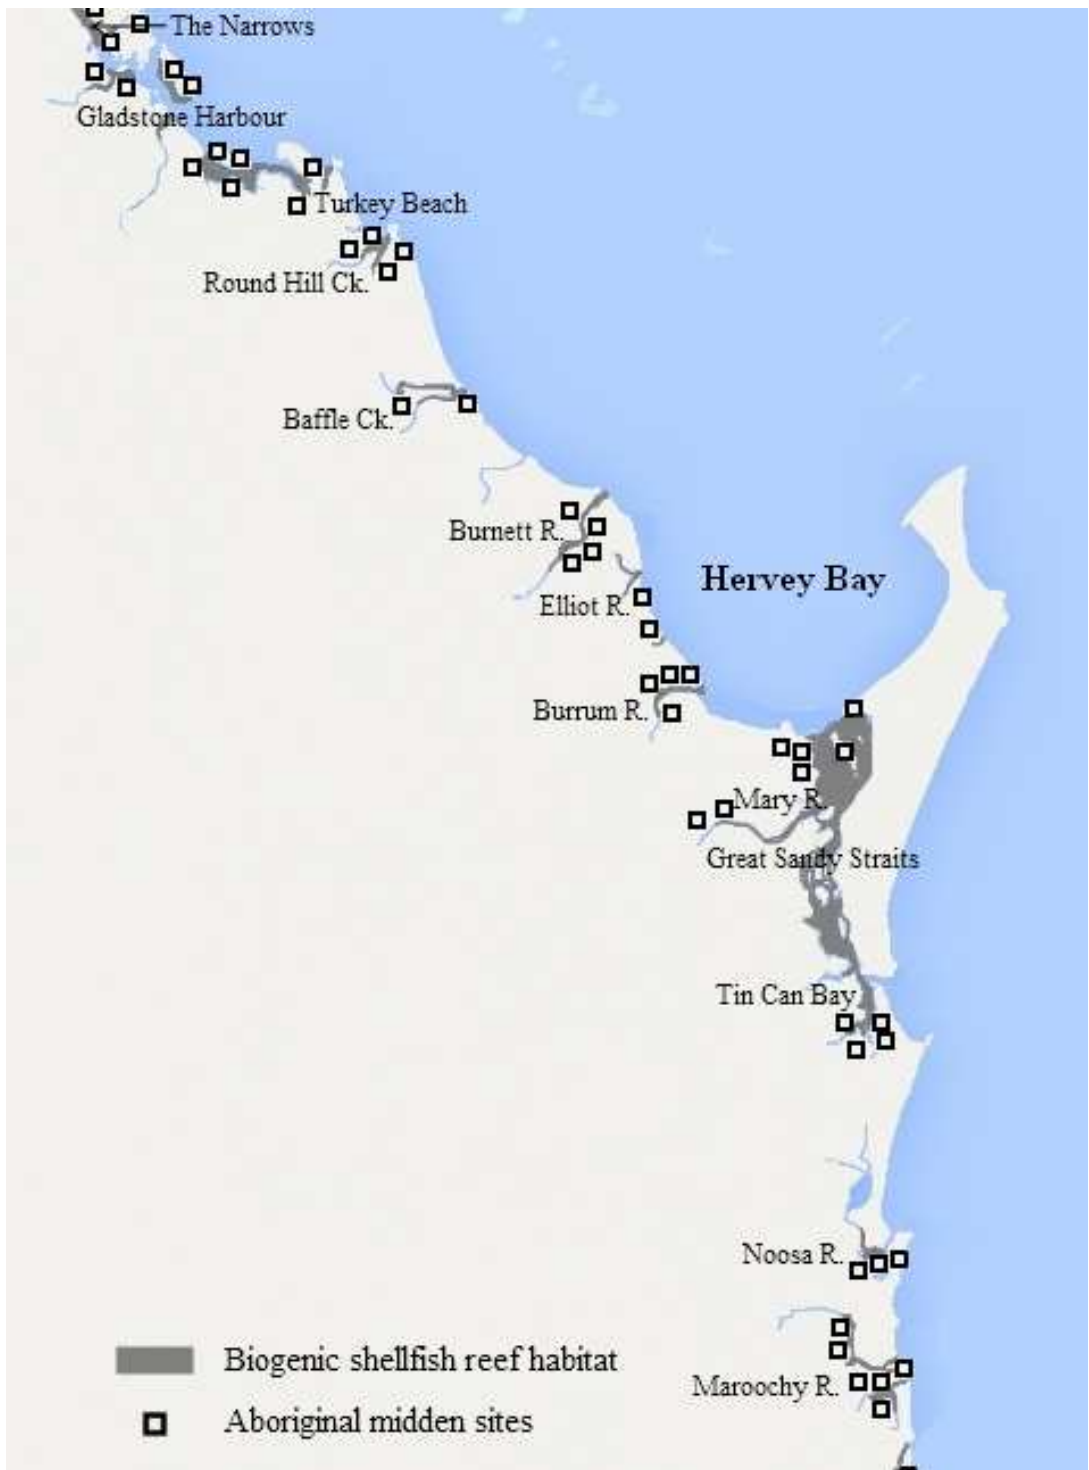 The Narrows
Gladstone Harbour
Turkey Beach
Round Hill Ck.
Baffle Ck.
Burnett R.
Hervey Bay
Elliot R.
Burrum R.
Mary R.
Great Sandy Straits
Tin Can Bay
Noosa R.
Biogenic shellfish reef habitat
Maroochy R.
Aboriginal midden sites